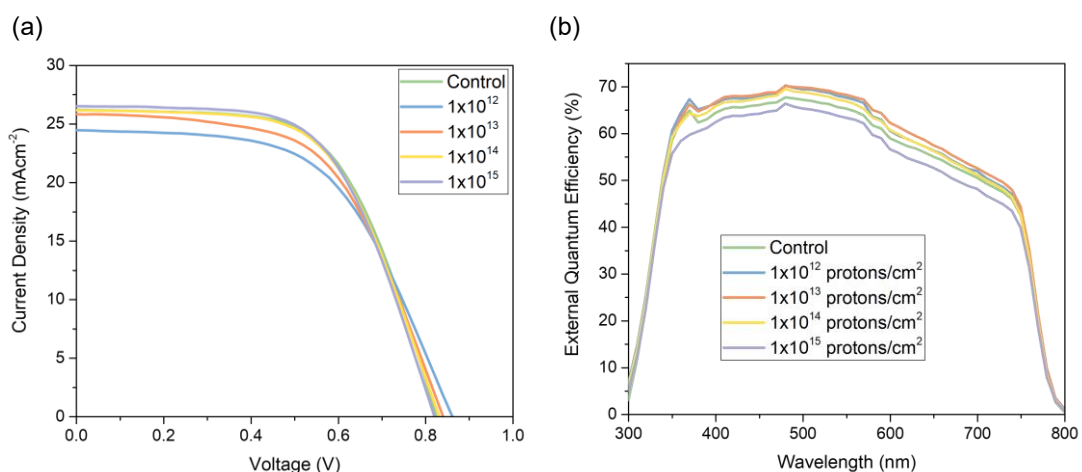 (a)
30
25
20
15
10
5
0
Current Density (mAcm⁻²)
0.0 0.2 0.4 0.6 0.8 1.0
Voltage (V)
Control
1x10¹²
1x10¹³
1x10¹⁴
1x10¹⁵
(b)
70
60
50
40
30
20
10
0
External Quantum Efficiency (%)
300 400 500 600 700 800
Wavelength (nm)
Control
1x10¹² protons/cm²
1x10¹³ protons/cm²
1x10¹⁴ protons/cm²
1x10¹⁵ protons/cm²